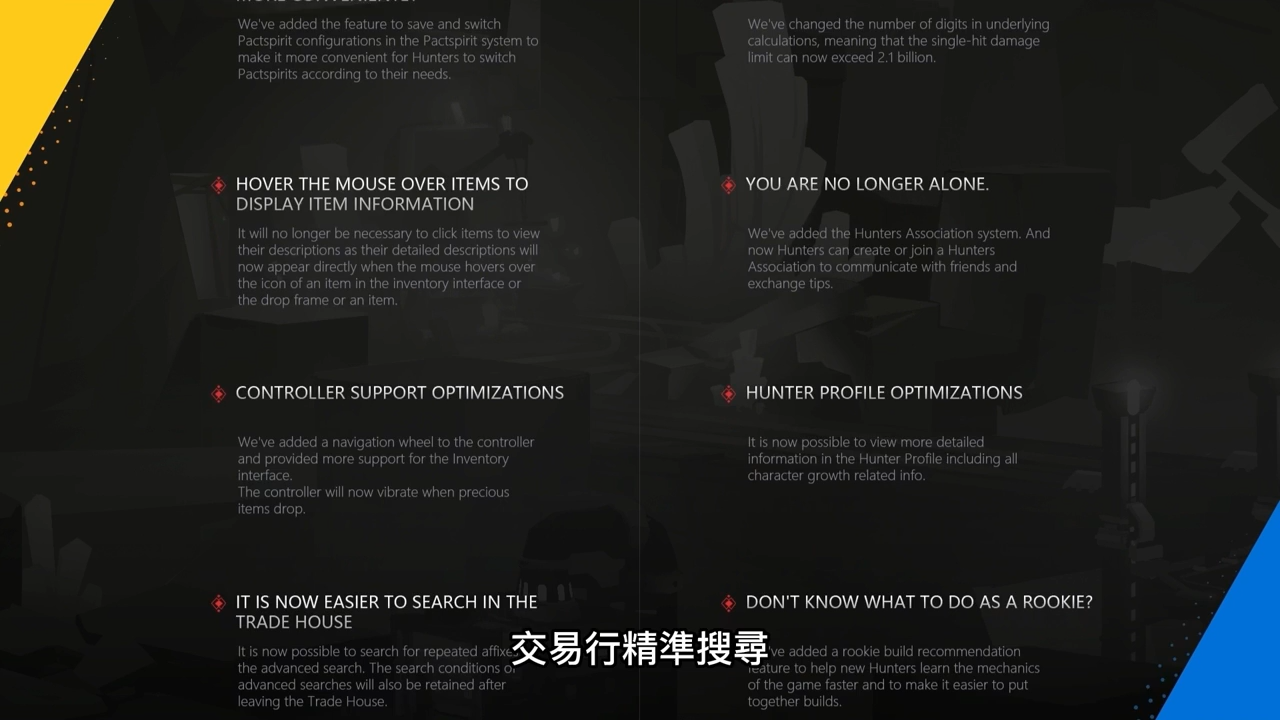 We've added the feature to save and switch
Pactspirit configurations in the Pactspirit system to
make it more convenient for Hunters to switch
Pactspirits according to their needs.
We've changed the number of digits in underlying
calculations, meaning that the single-hit damage
limit can now exceed 2.1 billion.
HOVER THE MOUSE OVER ITEMS TO
DISPLAY ITEM INFORMATION
It will no longer be necessary to click items to view
their descriptions as their detailed descriptions will
now appear directly when the mouse hovers over
the icon of an item in the inventory interface or
the drop frame or an item.
YOU ARE NO LONGER ALONE.
We've added the Hunters Association system. And
now Hunters can create or join a Hunters
Association to communicate with friends and
exchange tips.
CONTROLLER SUPPORT OPTIMIZATIONS
We've added a navigation wheel to the controller
and provided more support for the Inventory
interface.
The controller will now vibrate when precious
items drop.
HUNTER PROFILE OPTIMIZATIONS
It is now possible to view more detailed
information in the Hunter Profile including all
character growth related info.
IT IS NOW EASIER TO SEARCH IN THE
TRADE HOUSE
It is now possible to search for repeated
the advanced search. The search conditions of
advanced searches will also be retained after
leaving the Trade House.
DON'T KNOW WHAT TO DO AS A ROOKIE?
added a rookie build recommendation
to help new Hunters learn the mechanics
of the game faster and to make it easier to put
together builds.
交易行精準搜尋